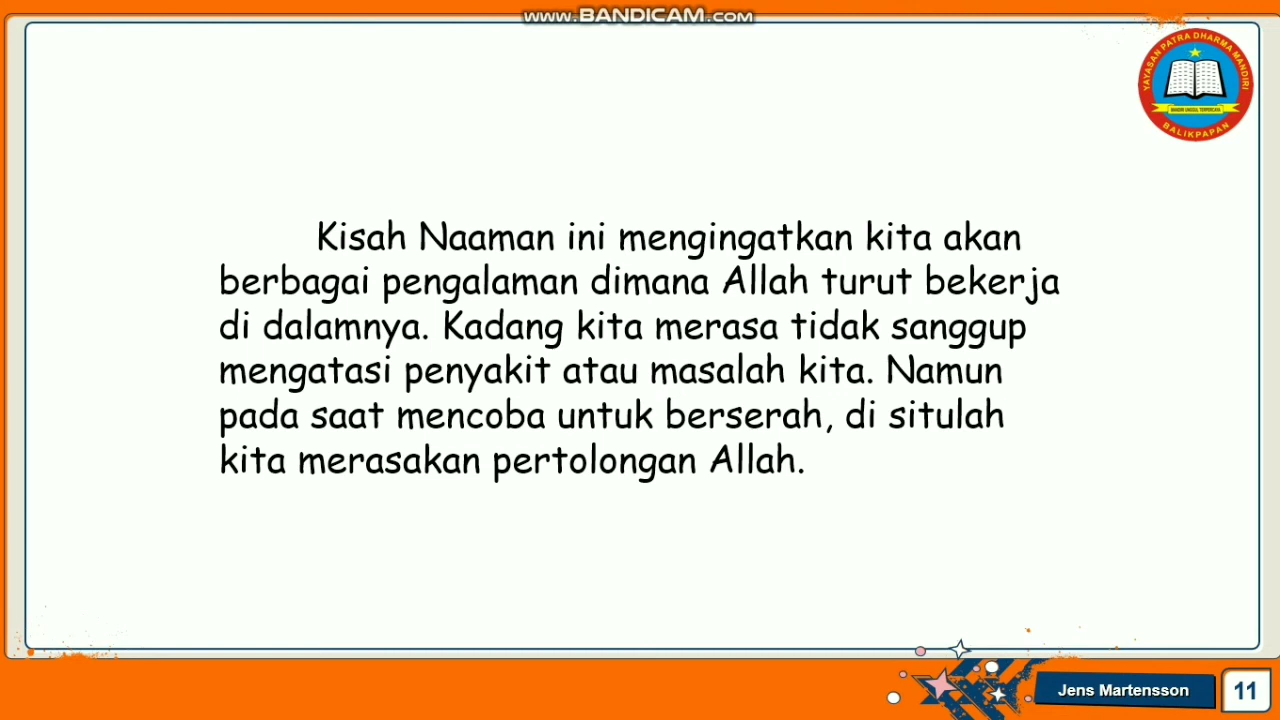 www.BANDICAM.com
YAYASAN PATRA DHARMA MANDIRI
BALIKPAPAN
Kisah Naaman ini mengingatkan kita akan
berbagai pengalaman dimana Allah turut bekerja
di dalamnya. Kadang kita merasa tidak sanggup
mengatasi penyakit atau masalah kita. Namun
pada saat mencoba untuk berserah, di situlah
kita merasakan pertolongan Allah.
Jens Martensson
11